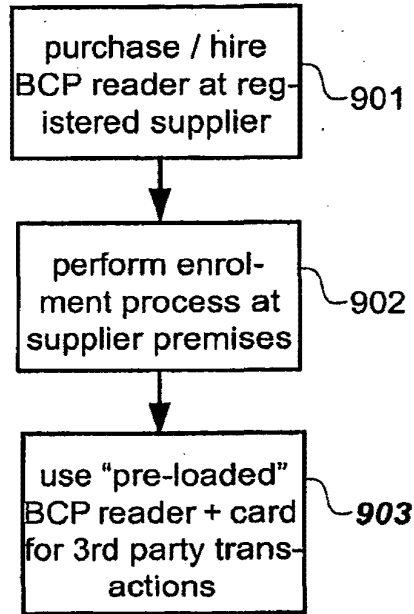 purchase / hire
BCP reader at reg-
istered supplier
901
perform enrol-
ment process at
supplier premises
902
use "pre-loaded"
BCP reader + card
for 3rd party trans-
actions
903